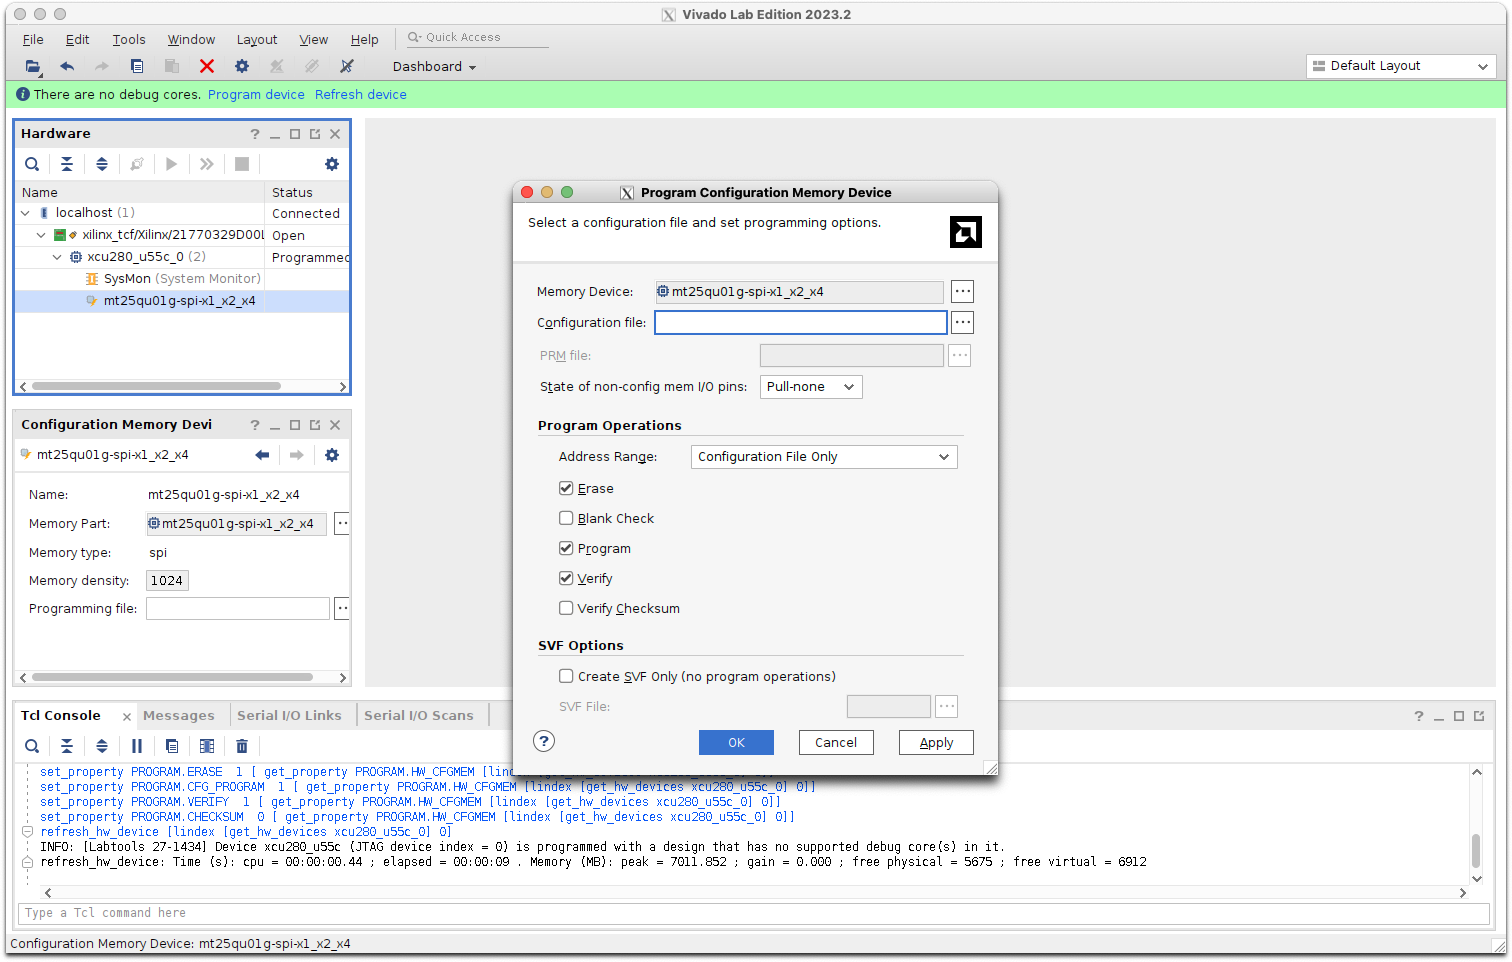 Vivado Lab Edition 2023.2
File Edit Tools Window Layout View Help Quick Access
Dashboard Default Layout
There are no debug cores. Program device Refresh device
Hardware
Name Status
localhost (1) Connected
xilinx_tcf/Xilinx/21770329D00L Open
xcu280_u55c_0 (2) Programmed
SysMon (System Monitor)
mt25qu01g-spi-x1_x2_x4
Configuration Memory Devi
mt25qu01g-spi-x1_x2_x4
Name: mt25qu01g-spi-x1_x2_x4
Memory Part: mt25qu01g-spi-x1_x2_x4
Memory type: spi
Memory density: 1024
Programming file:
Program Configuration Memory Device
Select a configuration file and set programming options.
Memory Device: mt25qu01g-spi-x1_x2_x4
Configuration file:
PRM file:
State of non-config mem I/O pins: Pull-none
Program Operations
Address Range: Configuration File Only
Erase
Blank Check
Program
Verify
Verify Checksum
SVF Options
Create SVF Only (no program operations)
SVF File:
OK Cancel Apply
Tcl Console Messages Serial I/O Links Serial I/O Scans
set_property PROGRAM.ERASE 1 [ get_property PROGRAM.HW_CFGMEM [lin
set_property PROGRAM.CFG_PROGRAM 1 [ get_property PROGRAM.HW_CFGMEM [lindex [get_hw_devices xcu280_u55c_0] 0]]
set_property PROGRAM.VERIFY 1 [ get_property PROGRAM.HW_CFGMEM [lindex [get_hw_devices xcu280_u55c_0] 0]]
set_property PROGRAM.CHECKSUM 0 [ get_property PROGRAM.HW_CFGMEM [lindex [get_hw_devices xcu280_u55c_0] 0]]
refresh_hw_device [lindex [get_hw_devices xcu280_u55c_0] 0]
INFO: [Labtools 27-1434] Device xcu280_u55c (JTAG device index = 0) is programmed with a design that has no supported debug core(s) in it.
refresh_hw_device: Time (s): cpu = 00:00:00.44 ; elapsed = 00:00:09 . Memory (MB): peak = 7011.852 ; gain = 0.000 ; free physical = 5675 ; free virtual = 6912
Type a Tcl command here
Configuration Memory Device: mt25qu01g-spi-x1_x2_x4